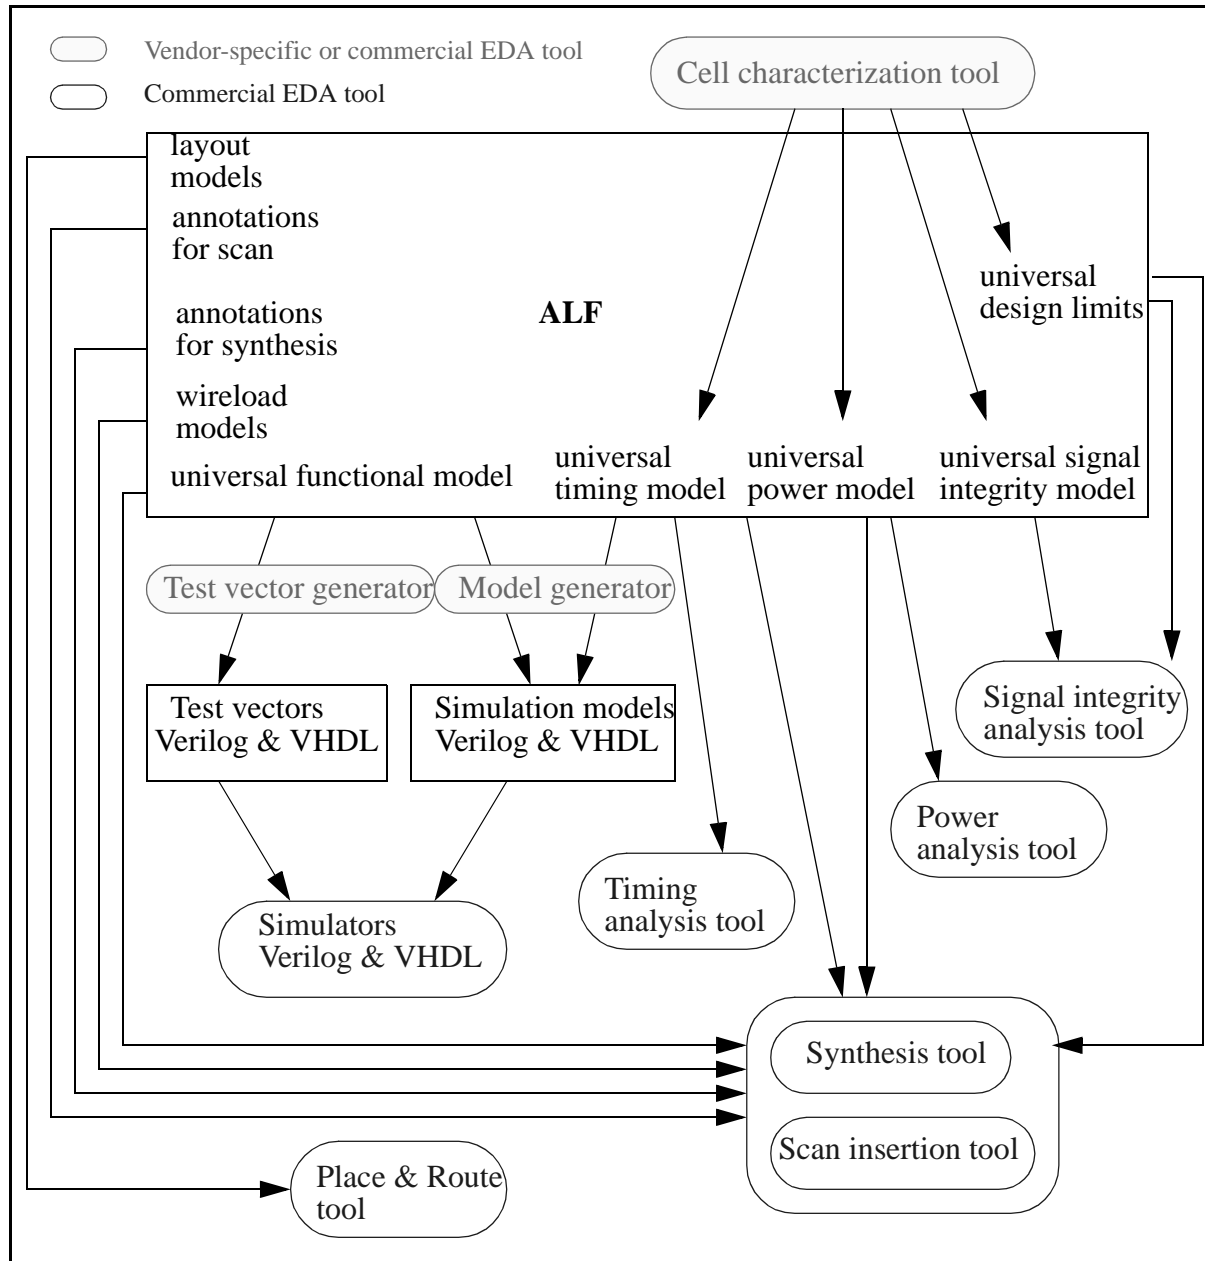 Vendor-specific or commercial EDA tool
Commercial EDA tool
Cell characterization tool
layout
models
annotations
for scan
annotations
for synthesis
wireload
models
universal functional model
ALF
universal
design limits
universal
timing model
universal
power model
universal signal
integrity model
Test vector generator
Model generator
Test vectors
Verilog & VHDL
Simulation models
Verilog & VHDL
Signal integrity
analysis tool
Power
analysis tool
Timing
analysis tool
Simulators
Verilog & VHDL
Synthesis tool
Scan insertion tool
Place & Route
tool